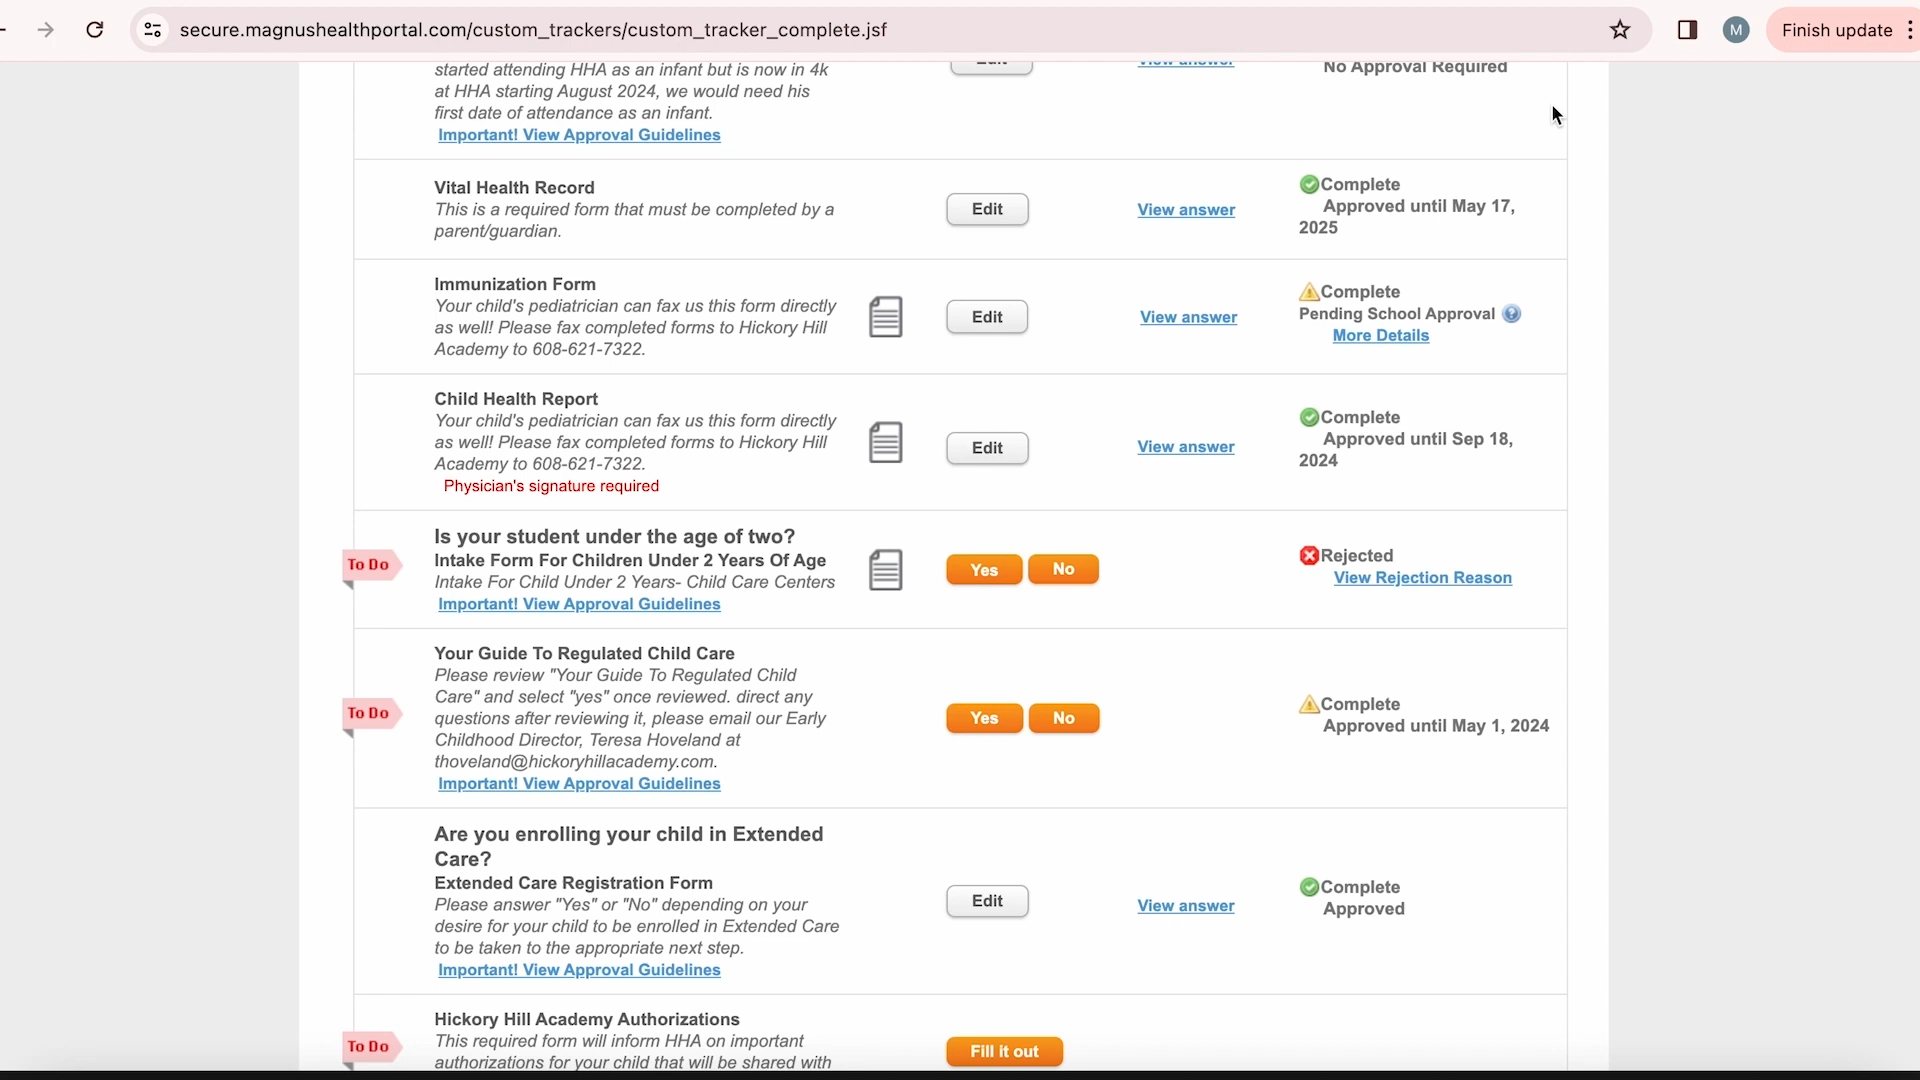 secure.magnushealthportal.com/custom_trackers/custom_tracker_complete.jsf
M
Finish update
started attending HHA as an infant but is now in 4k
at HHA starting August 2024, we would need his
first date of attendance as an infant.
Important! View Approval Guidelines
Edit
View answer
No Approval Required
Vital Health Record
This is a required form that must be completed by a
parent/guardian.
Edit
View answer
Complete
Approved until May 17,
2025
Immunization Form
Your child's pediatrician can fax us this form directly
as well! Please fax completed forms to Hickory Hill
Academy to 608-621-7322.
Edit
View answer
Complete
Pending School Approval ?
More Details
Child Health Report
Your child's pediatrician can fax us this form directly
as well! Please fax completed forms to Hickory Hill
Academy to 608-621-7322.
Physician's signature required
Edit
View answer
Complete
Approved until Sep 18,
2024
To Do
Is your student under the age of two?
Intake Form For Children Under 2 Years Of Age
Intake For Child Under 2 Years- Child Care Centers
Important! View Approval Guidelines
Yes
No
Rejected
View Rejection Reason
To Do
Your Guide To Regulated Child Care
Please review "Your Guide To Regulated Child
Care" and select "yes" once reviewed. direct any
questions after reviewing it, please email our Early
Childhood Director, Teresa Hoveland at
thoveland@hickoryhillacademy.com.
Important! View Approval Guidelines
Yes
No
Complete
Approved until May 1, 2024
Are you enrolling your child in Extended
Care?
Extended Care Registration Form
Please answer "Yes" or "No" depending on your
desire for your child to be enrolled in Extended Care
to be taken to the appropriate next step.
Important! View Approval Guidelines
Edit
View answer
Complete
Approved
To Do
Hickory Hill Academy Authorizations
This required form will inform HHA on important
authorizations for your child that will be shared with
Fill it out